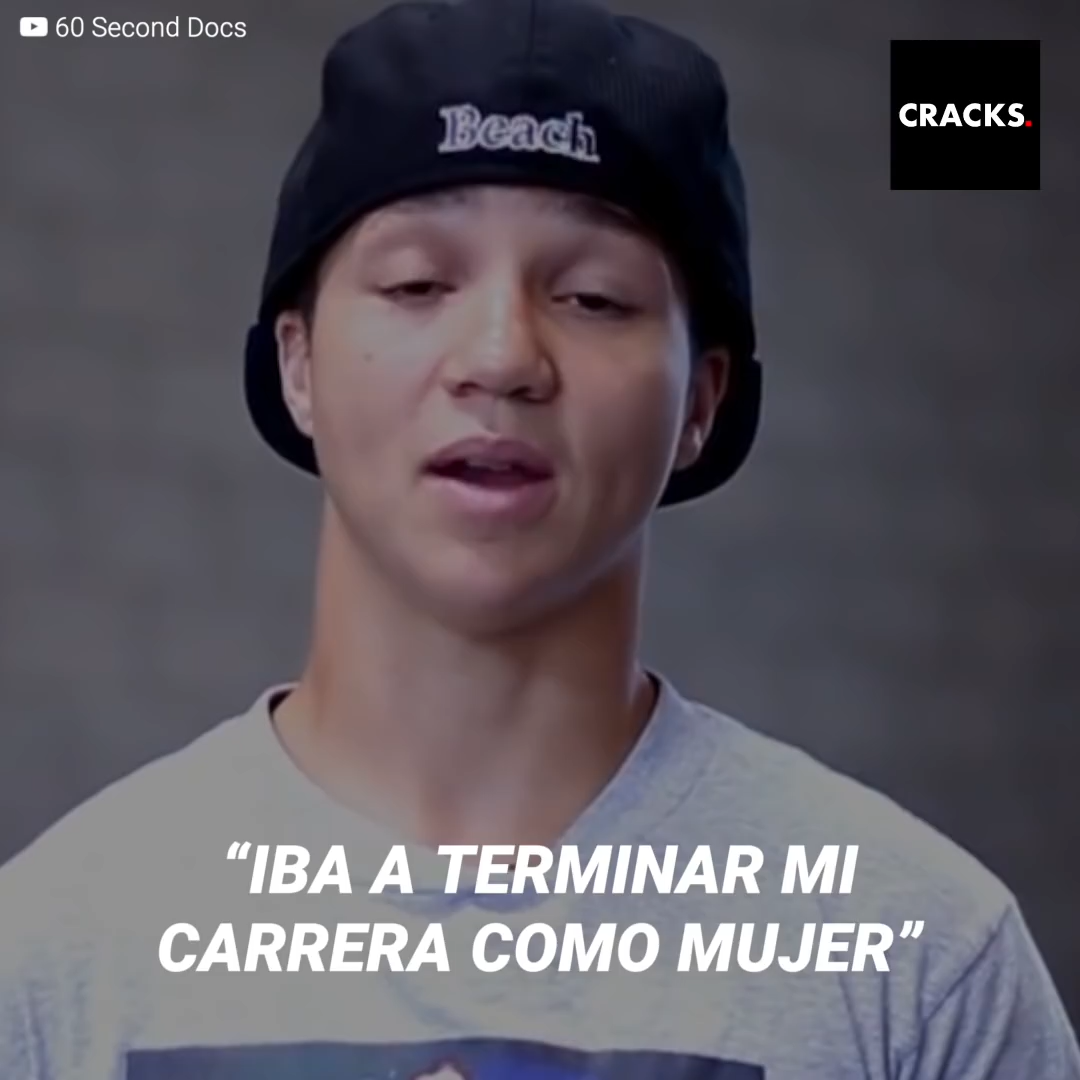 60 Second Docs
CRACKS.
Beach
“IBA A TERMINAR MI
CARRERA COMO MUJER”